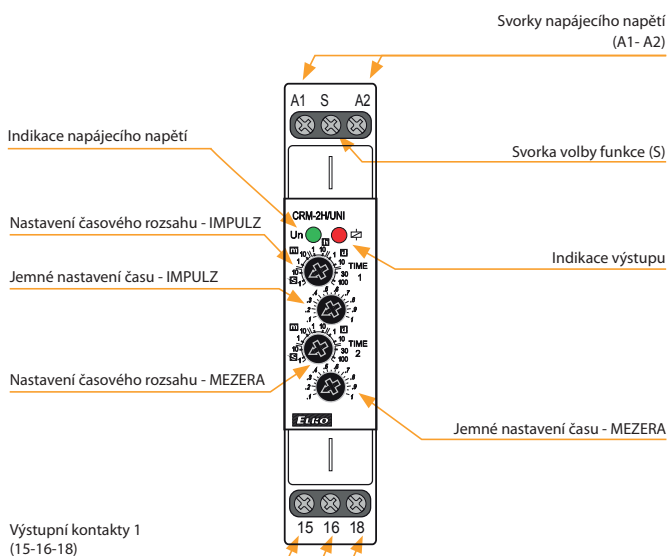 Svorky napájecího napětí
(A1- A2)
A1 S A2
Indikace napájecího napětí
Svorka volby funkce (S)
CRM-2H/UNI
Un
Nastavení časového rozsahu - IMPULZ
Indikace výstupu
TIME
1
Jemné nastavení času - IMPULZ
TIME
2
Nastavení časového rozsahu - MEZERA
Jemné nastavení času - MEZERA
ELKO
15 16 18
Výstupní kontakty 1
(15-16-18)